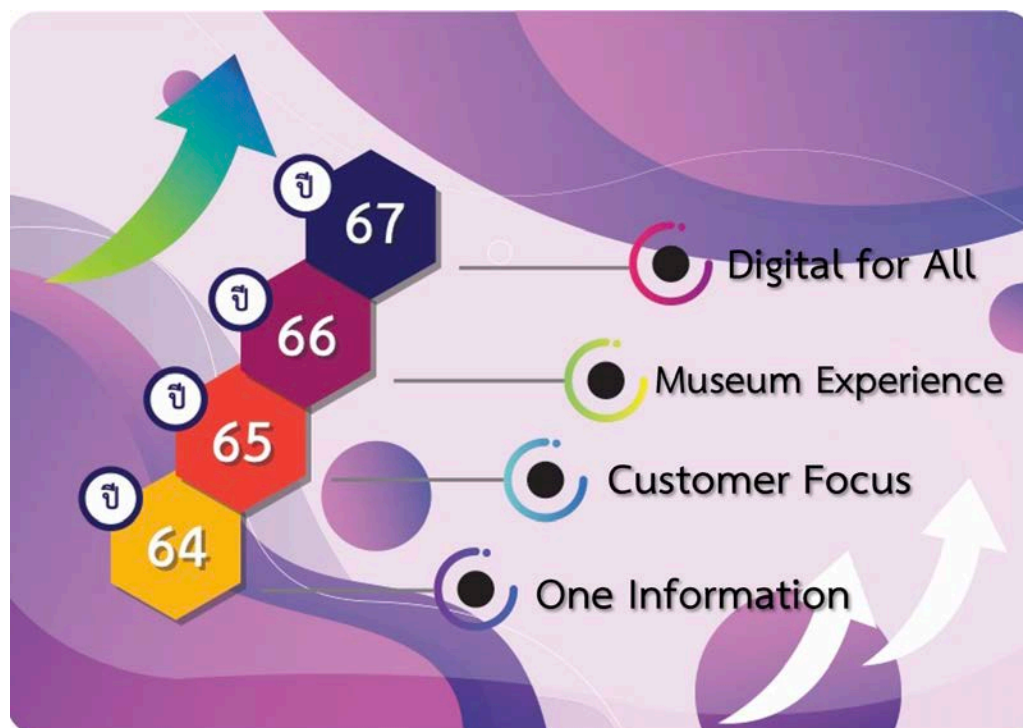 ปี
67
Digital for All
ปี
66
Museum Experience
ปี
65
Customer Focus
ปี
64
One Information